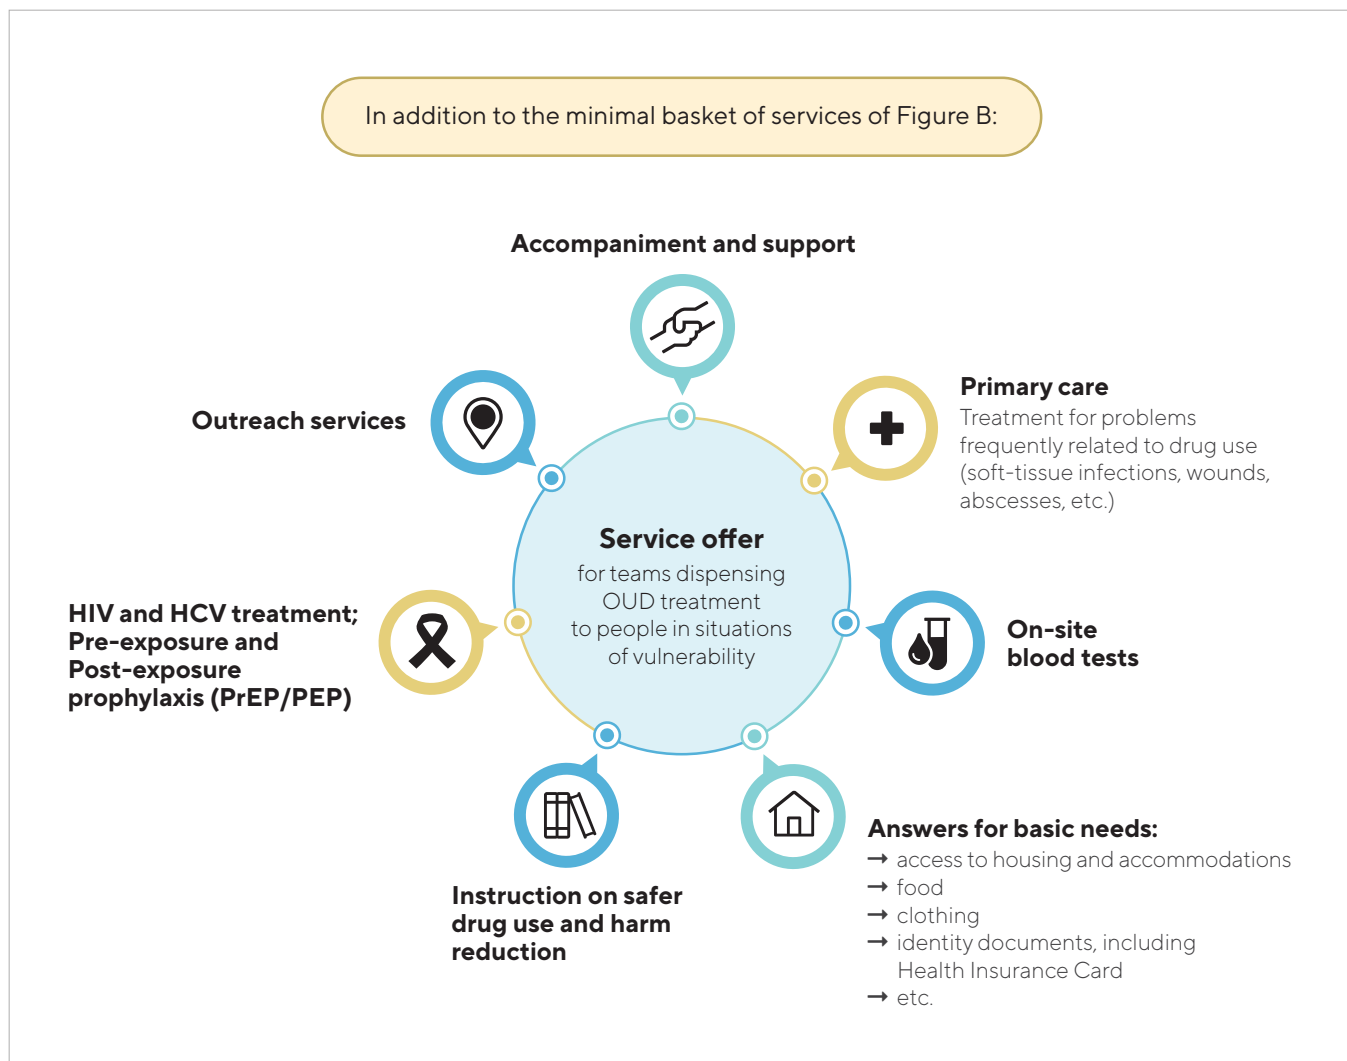 In addition to the minimal basket of services of Figure B:
Accompaniment and support
Primary care
Treatment for problems
frequently related to drug use
(soft-tissue infections, wounds,
abscesses, etc.)
Outreach services
Service offer
for teams dispensing
OUD treatment
to people in situations
of vulnerability
HIV and HCV treatment;
Pre-exposure and
Post-exposure
prophylaxis (PrEP/PEP)
On-site
blood tests
Instruction on safer
drug use and harm
reduction
Answers for basic needs:
→ access to housing and accommodations
→ food
→ clothing
→ identity documents, including
Health Insurance Card
→ etc.